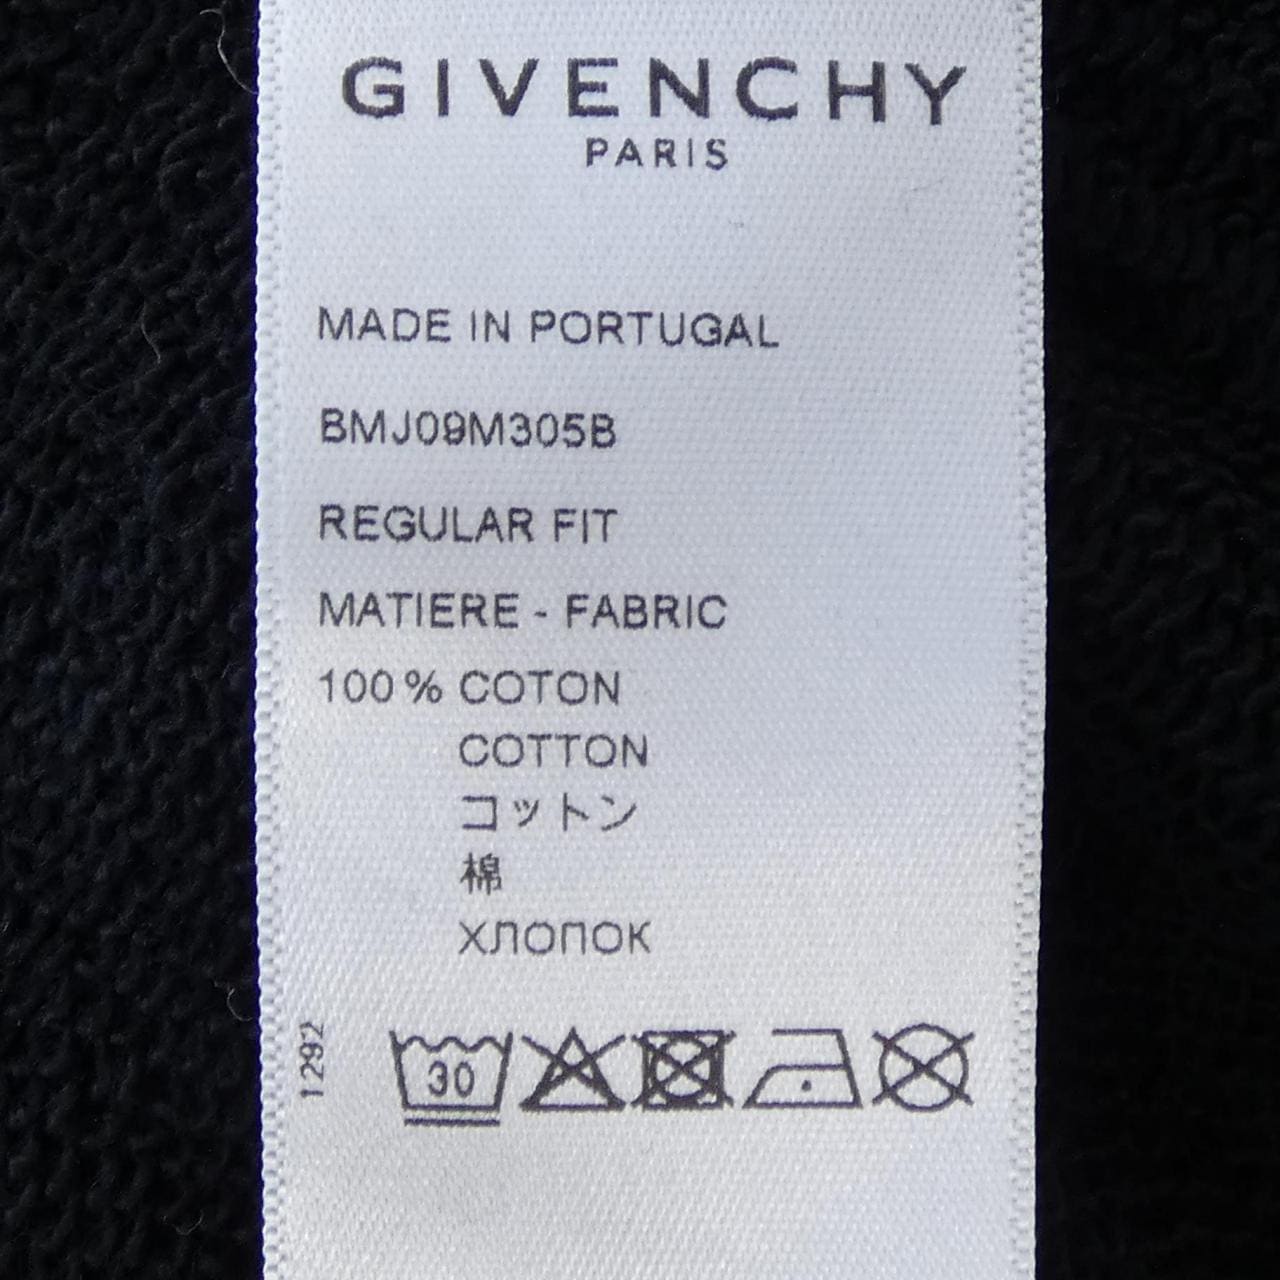 GIVENCHY
PARIS
MADE IN PORTUGAL
BMJ09M305B
REGULAR FIT
MATIERE - FABRIC
100% COTON
COTTON
コットン
棉
ХЛОПОК
1292
30